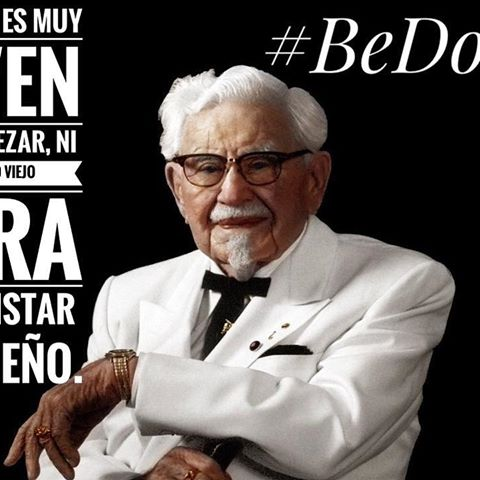 ES MUY
VEN
EZAR, NI
O VIEJO
RA
ISTAR
EÑO.
#BeDo